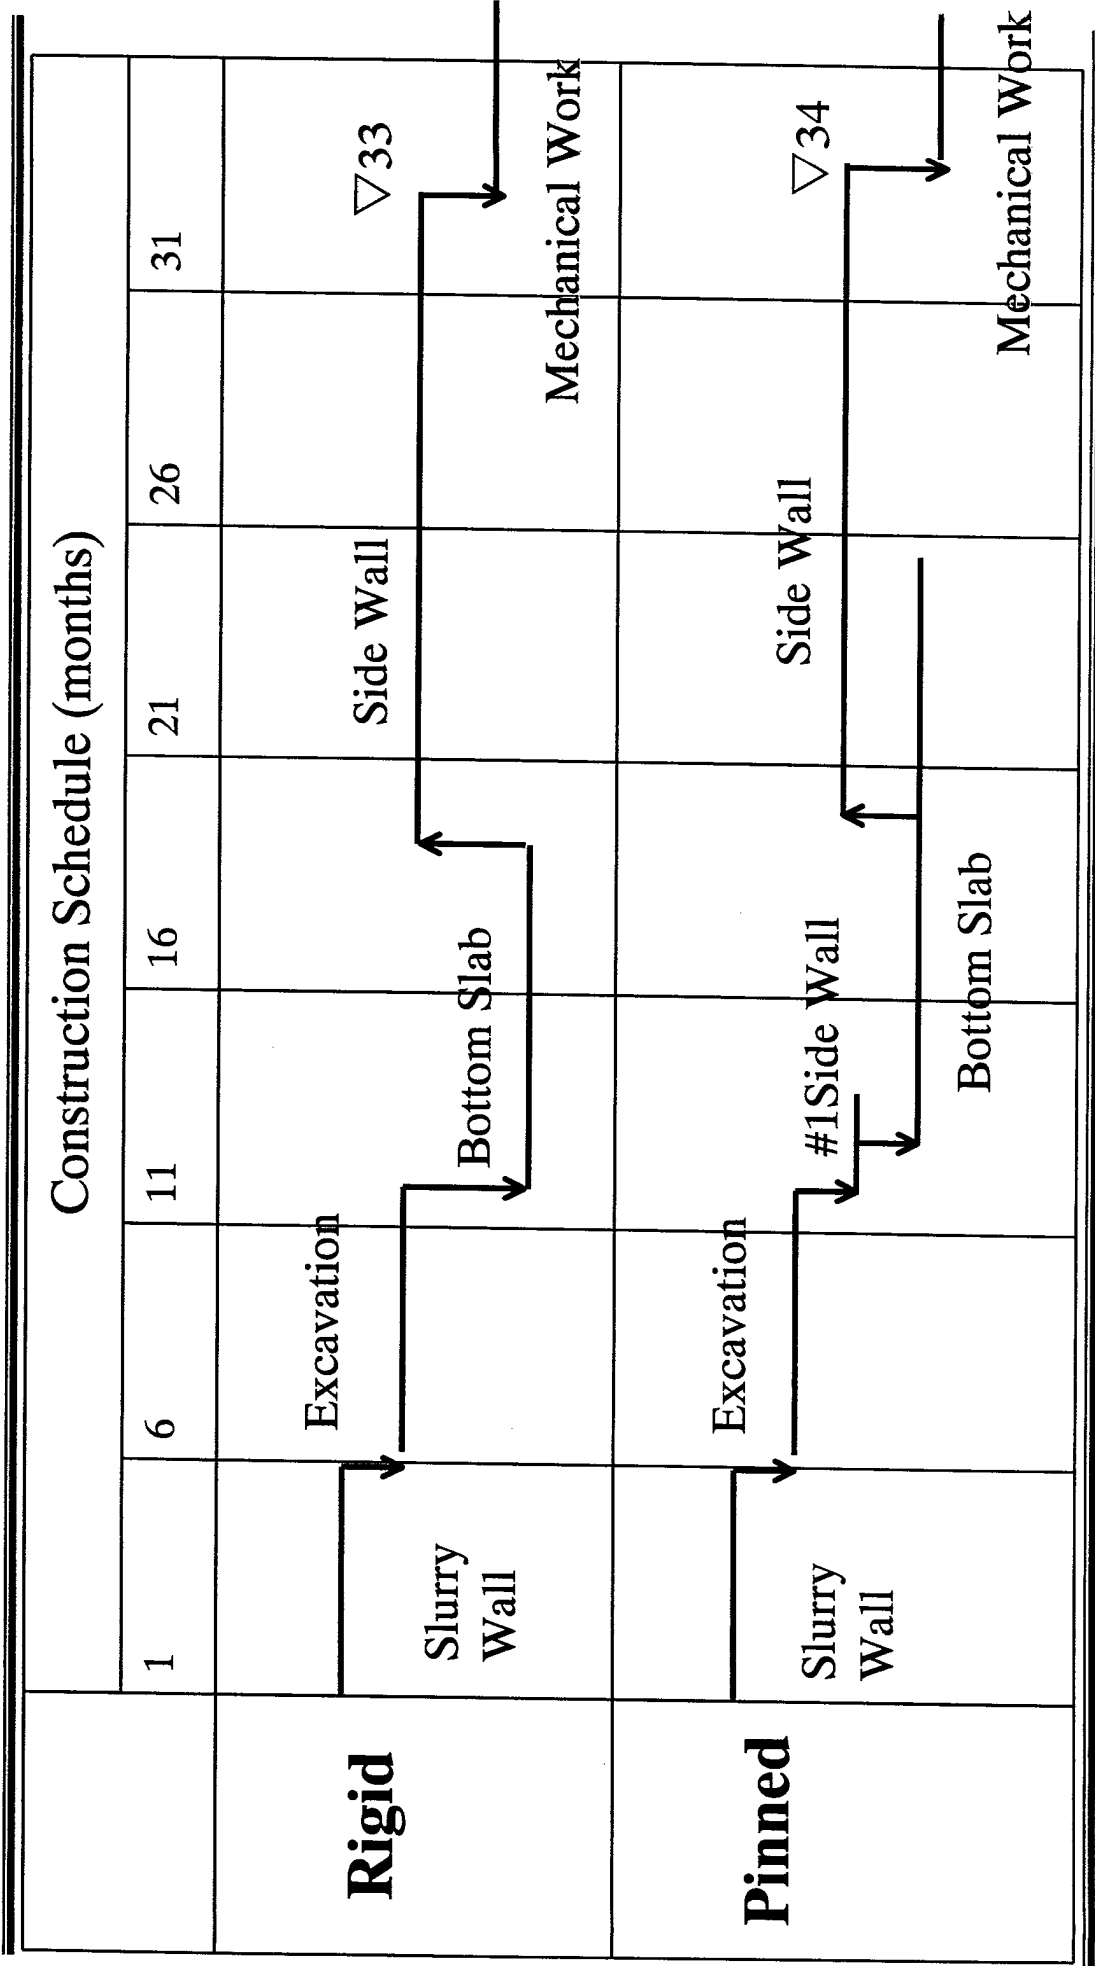 Construction Schedule (months)
1 6 11 16 21 26 31
Rigid
Slurry
Wall
Excavation
Bottom Slab
Side Wall
▽33
Mechanical Work
Pinned
Slurry
Wall
Excavation
#1Side Wall
Bottom Slab
Side Wall
▽34
Mechanical Work